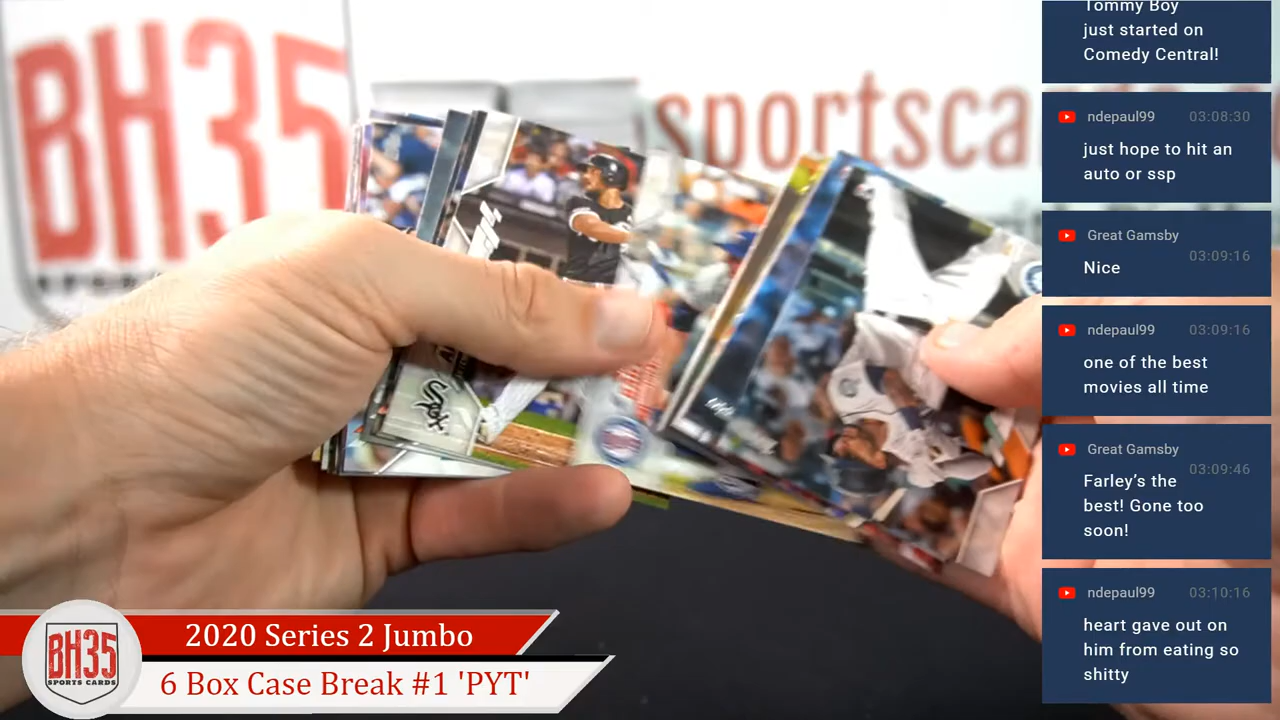 BH35
sportsca
Sox
2020 Series 2 Jumbo
6 Box Case Break #1 'PYT'
BH35
SPORTS CARDS
Tommy Boy
just started on
Comedy Central!
ndepaul99 03:08:30
just hope to hit an
auto or ssp
Great Gamsby
03:09:16
Nice
ndepaul99 03:09:16
one of the best
movies all time
Great Gamsby
03:09:46
Farley's the
best! Gone too
soon!
ndepaul99 03:10:16
heart gave out on
him from eating so
shitty